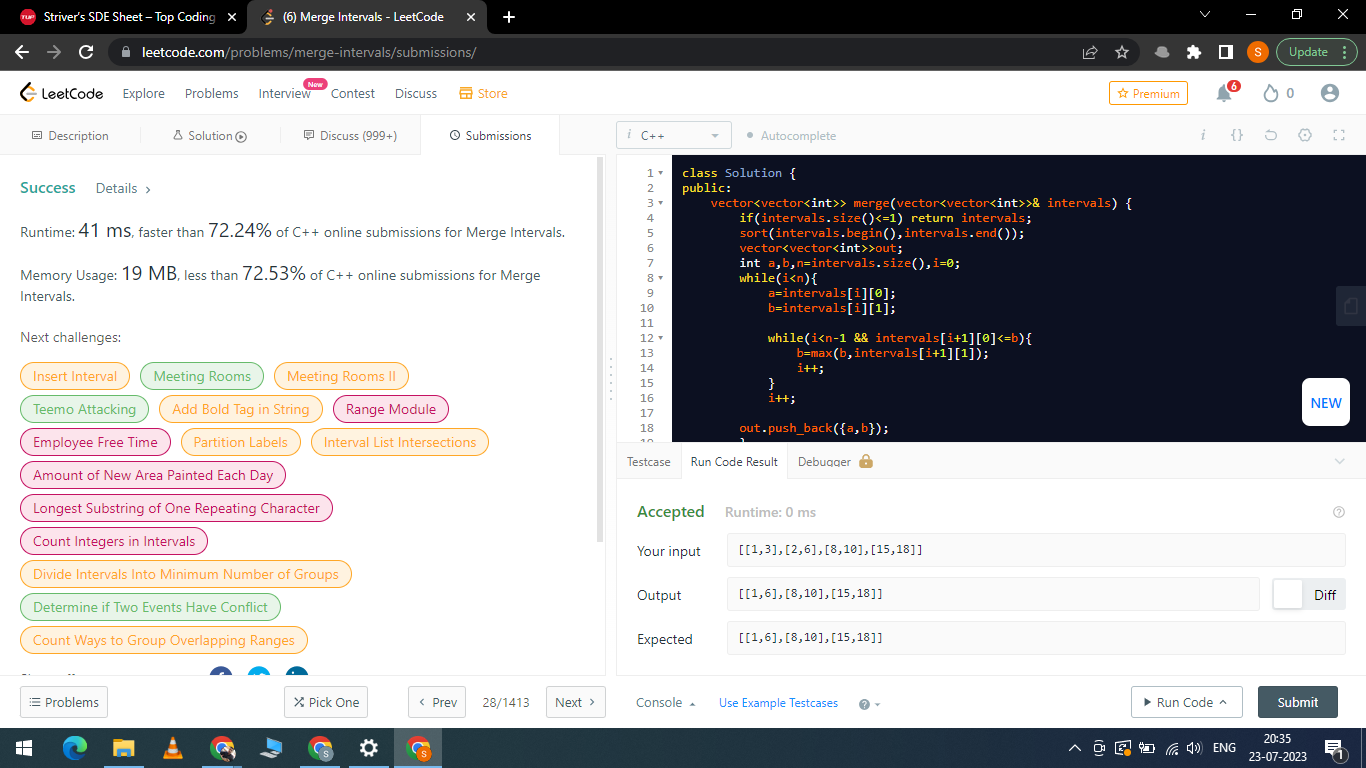 Striver's SDE Sheet – Top Coding
(6) Merge Intervals - LeetCode
leetcode.com/problems/merge-intervals/submissions/
S
Update
LeetCode
Explore
Problems
Interview
New
Contest
Discuss
Store
Premium
6
0
Description
Solution
Discuss (999+)
Submissions
i C++
Autocomplete
Success
Details
Runtime: 41 ms, faster than 72.24% of C++ online submissions for Merge Intervals.
Memory Usage: 19 MB, less than 72.53% of C++ online submissions for Merge
Intervals.
Next challenges:
Insert Interval
Meeting Rooms
Meeting Rooms II
Teemo Attacking
Add Bold Tag in String
Range Module
Employee Free Time
Partition Labels
Interval List Intersections
Amount of New Area Painted Each Day
Longest Substring of One Repeating Character
Count Integers in Intervals
Divide Intervals Into Minimum Number of Groups
Determine if Two Events Have Conflict
Count Ways to Group Overlapping Ranges
1 class Solution {
2 public:
3 vector<vector<int>> merge(vector<vector<int>>& intervals) {
4 if(intervals.size()<=1) return intervals;
5 sort(intervals.begin(),intervals.end());
6 vector<vector<int>>out;
7 int a,b,n=intervals.size(),i=0;
8 while(i<n){
9 a=intervals[i][0];
10 b=intervals[i][1];
11
12 while(i<n-1 && intervals[i+1][0]<=b){
13 b=max(b,intervals[i+1][1]);
14 i++;
15 }
16 i++;
17
18 out.push_back({a,b});
NEW
Testcase
Run Code Result
Debugger
Accepted
Runtime: 0 ms
Your input
[[1,3],[2,6],[8,10],[15,18]]
Output
[[1,6],[8,10],[15,18]]
Diff
Expected
[[1,6],[8,10],[15,18]]
Problems
Pick One
Prev
28/1413
Next
Console
Use Example Testcases
Run Code
Submit
ENG
20:35
23-07-2023
1